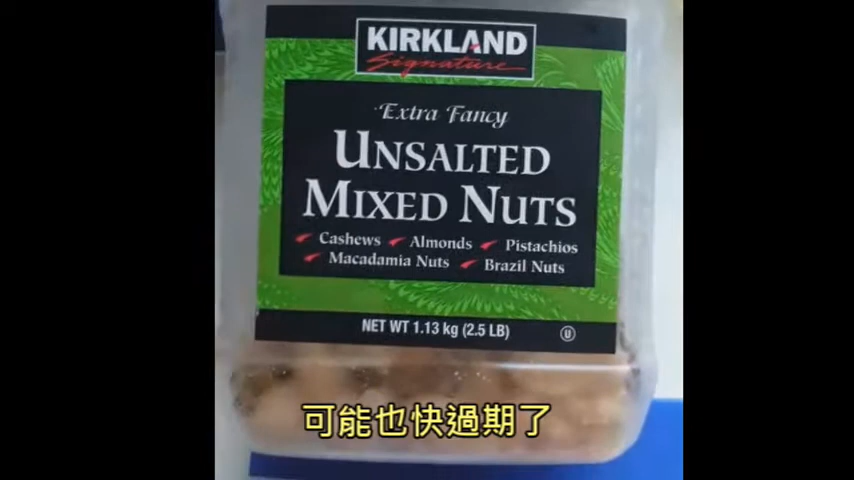 KIRKLAND
Signature
Extra Fancy
UNSALTED
MIXED NUTS
Cashews Almonds Pistachios
Macadamia Nuts Brazil Nuts
NET WT 1.13 kg (2.5 LB)
U
可能也快過期了